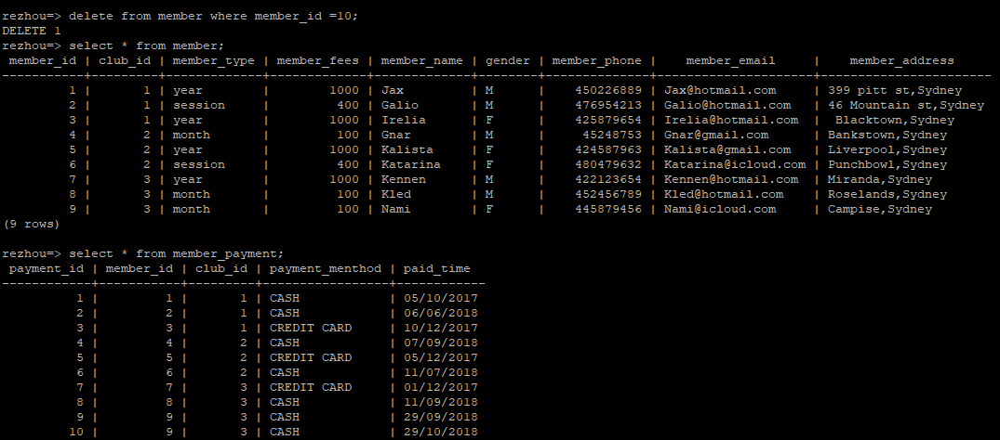 rezhou=> delete from member where member_id =10;
DELETE 1
rezhou=> select * from member;
 member_id | club_id | member_type | member_fees | member_name | gender | member_phone |    member_email     |    member_address
-----------+---------+-------------+-------------+-------------+--------+--------------+---------------------+-----------------------
         1 |       1 | year        |        1000 | Jax         | M      |    450226889 | Jax@hotmail.com     | 399 pitt st,Sydney
         2 |       1 | session     |         400 | Galio       | M      |    476954213 | Galio@hotmail.com   | 46 Mountain st,Sydney
         3 |       1 | year        |        1000 | Irelia      | F      |    425879654 | Irelia@hotmail.com  |  Blacktown,Sydney
         4 |       2 | month       |         100 | Gnar        | M      |     45248753 | Gnar@gmail.com      | Bankstown,Sydney
         5 |       2 | year        |        1000 | Kalista     | F      |    424587963 | Kalista@gmail.com   | Liverpool,Sydney
         6 |       2 | session     |         400 | Katarina    | F      |    480479632 | Katarina@icloud.com | Punchbowl,Sydney
         7 |       3 | year        |        1000 | Kennen      | M      |    422123654 | Kennen@hotmail.com  | Miranda,Sydney
         8 |       3 | month       |         100 | Kled        | M      |    452456789 | Kled@hotmail.com    | Roselands,Sydney
         9 |       3 | month       |         100 | Nami        | F      |    445879456 | Nami@icloud.com     | Campise,Sydney
(9 rows)
rezhou=> select * from member_payment;
 payment_id | member_id | club_id | payment_menthod | paid_time
------------+-----------+---------+-----------------+------------
          1 |         1 |       1 | CASH            | 05/10/2017
          2 |         2 |       1 | CASH            | 06/06/2018
          3 |         3 |       1 | CREDIT CARD     | 10/12/2017
          4 |         4 |       2 | CASH            | 07/09/2018
          5 |         5 |       2 | CREDIT CARD     | 05/12/2017
          6 |         6 |       2 | CASH            | 11/07/2018
          7 |         7 |       3 | CREDIT CARD     | 01/12/2017
          8 |         8 |       3 | CASH            | 11/09/2018
          9 |         9 |       3 | CASH            | 29/09/2018
         10 |         9 |       3 | CASH            | 29/10/2018